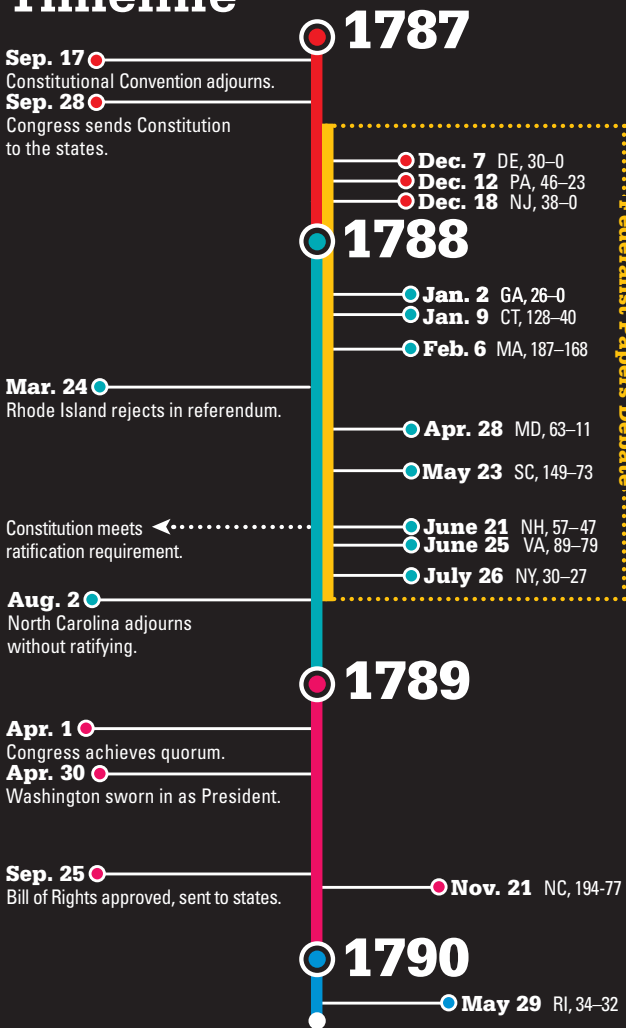 Timeline
1787
Sep. 17
Constitutional Convention adjourns.
Sep. 28
Congress sends Constitution
to the states.
Dec. 7 DE, 30–0
Dec. 12 PA, 46–23
Dec. 18 NJ, 38–0
Federalist Papers Debate
1788
Jan. 2 GA, 26–0
Jan. 9 CT, 128–40
Feb. 6 MA, 187–168
Mar. 24
Rhode Island rejects in referendum.
Apr. 28 MD, 63–11
May 23 SC, 149–73
Constitution meets
ratification requirement.
June 21 NH, 57–47
June 25 VA, 89–79
July 26 NY, 30–27
Aug. 2
North Carolina adjourns
without ratifying.
1789
Apr. 1
Congress achieves quorum.
Apr. 30
Washington sworn in as President.
Sep. 25
Bill of Rights approved, sent to states.
Nov. 21 NC, 194-77
1790
May 29 RI, 34–32